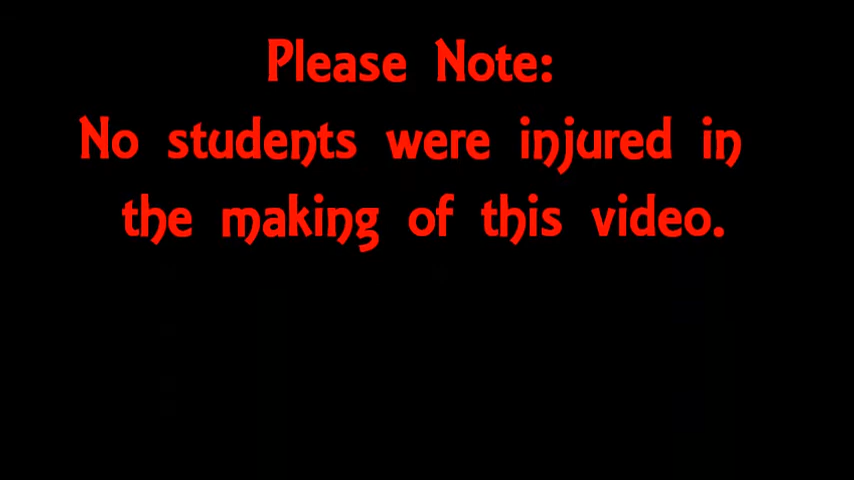 Please Note:
No students were injured in
the making of this video.